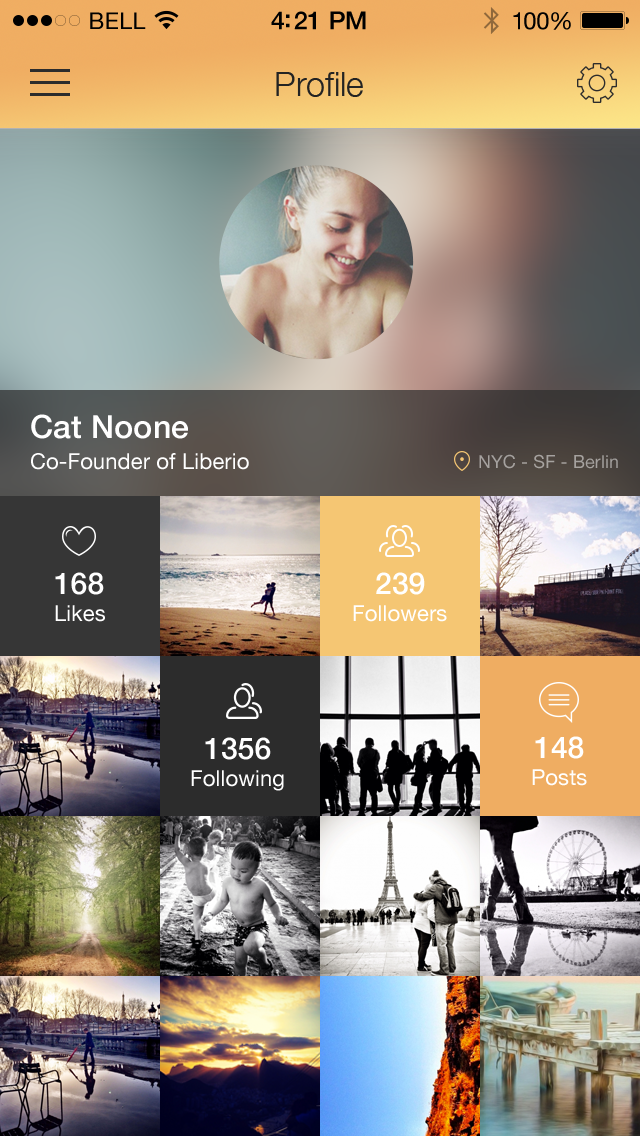 BELL 4:21 PM 100%
Profile
Cat Noone
Co-Founder of Liberio
NYC - SF - Berlin
168
Likes
239
Followers
1356
Following
148
Posts